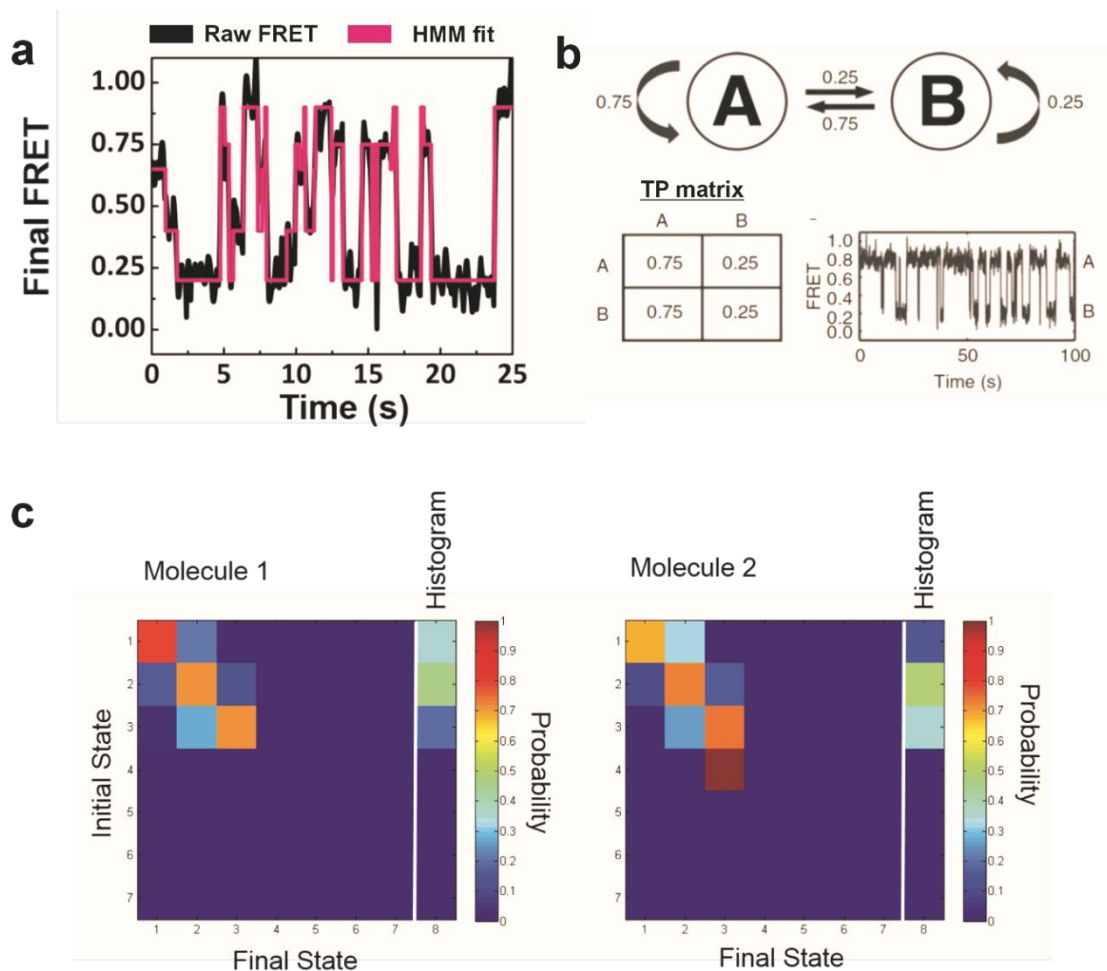 a
Raw FRET HMM fit
Final FRET
1.00
0.75
0.50
0.25
0.00
0 5 10 15 20 25
Time (s)
b
0.75
A
0.25
0.75
B
0.25
TP matrix
A B
A 0.75 0.25
B 0.75 0.25
FRET
1.0
0.8
0.6
0.4
0.2
0.0
A
B
0 50 100
Time (s)
c
Molecule 1
Histogram
Initial State
1
2
3
4
5
6
7
1 2 3 4 5 6 7 8
Final State
1
0.9
0.8
0.7
0.6
0.5
0.4
0.3
0.2
0.1
0
Probability
Molecule 2
Histogram
1
2
3
4
5
6
7
1 2 3 4 5 6 7 8
Final State
1
0.9
0.8
0.7
0.6
0.5
0.4
0.3
0.2
0.1
0
Probability